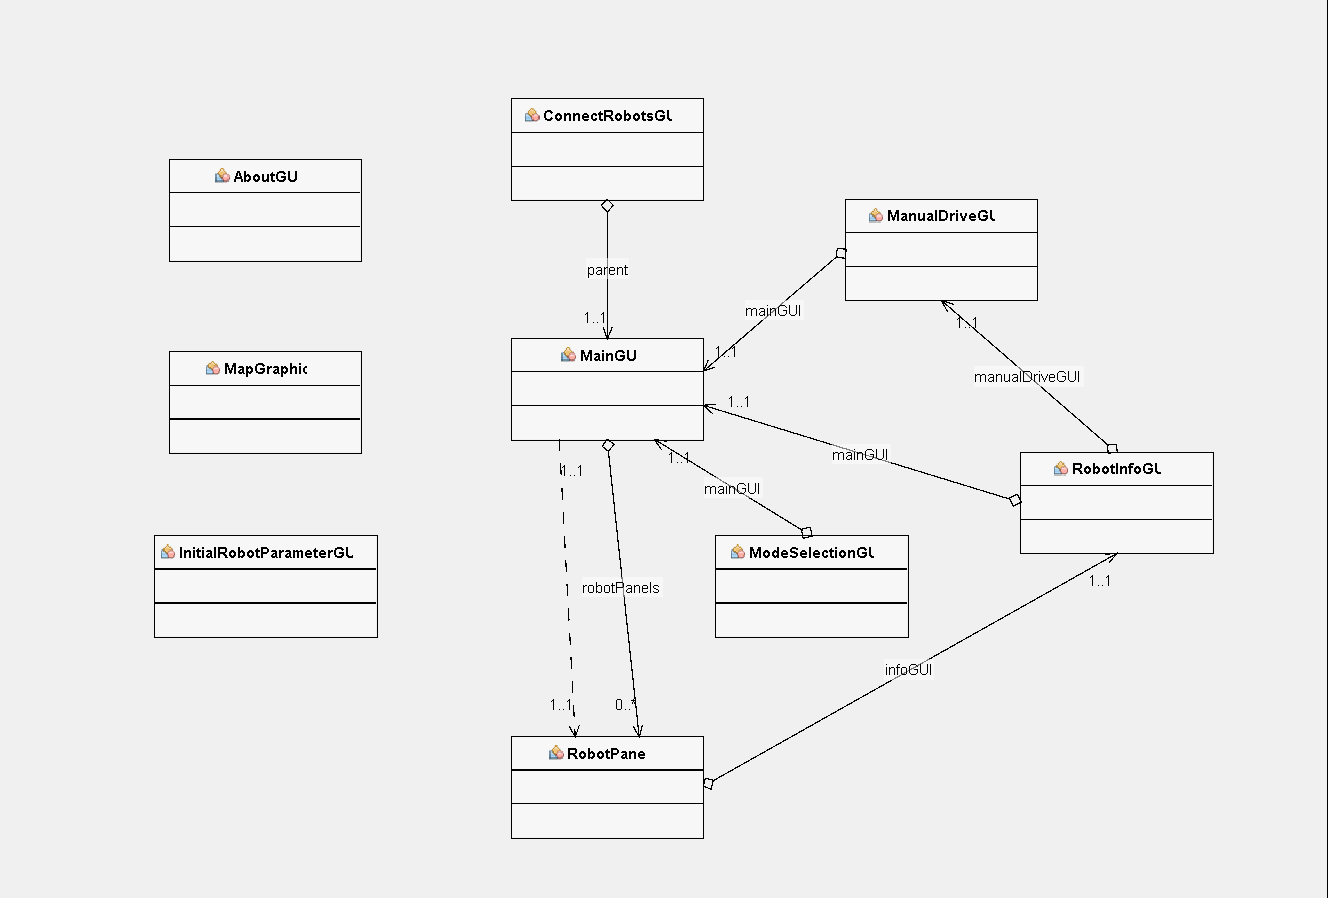 ConnectRobotsGU
AboutGU
ManualDriveGU
parent
mainGUI
1..1
1..1
1..1
MainGU
MapGraphic
manualDriveGUI
1..1
mainGUI
1..1
1..1
RobotInfoGU
mainGUI
InitialRobotParameterGU
ModeSelectionGU
1..1
robotPanels
infoGUI
1..1
0..*
RobotPane